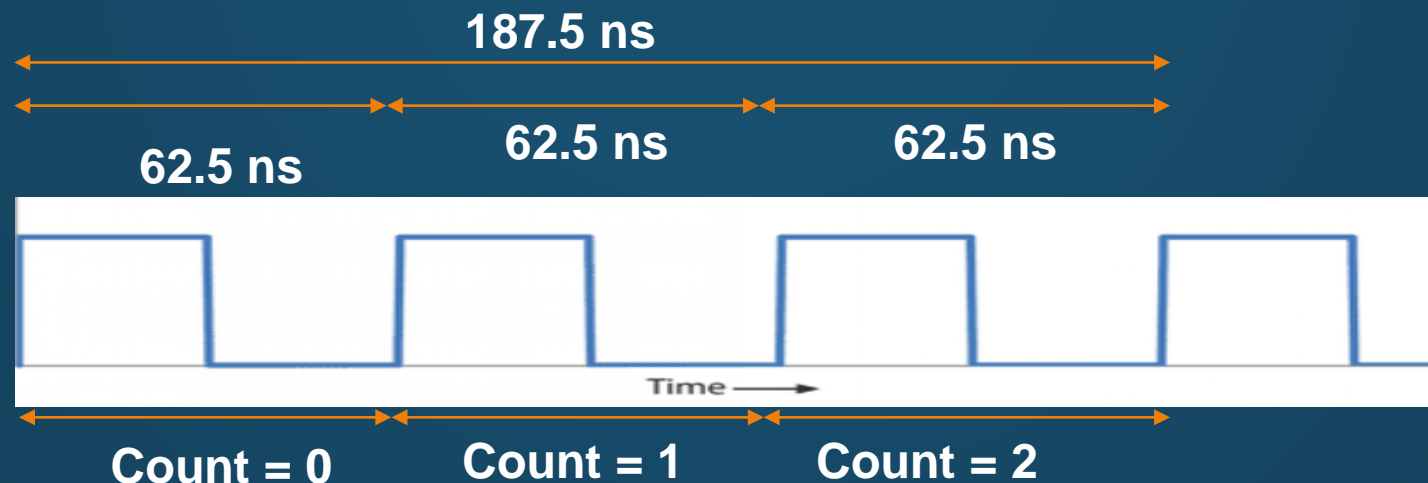 187.5 ns
62.5 ns
62.5 ns
62.5 ns
Time
Count = 0
Count = 1
Count = 2